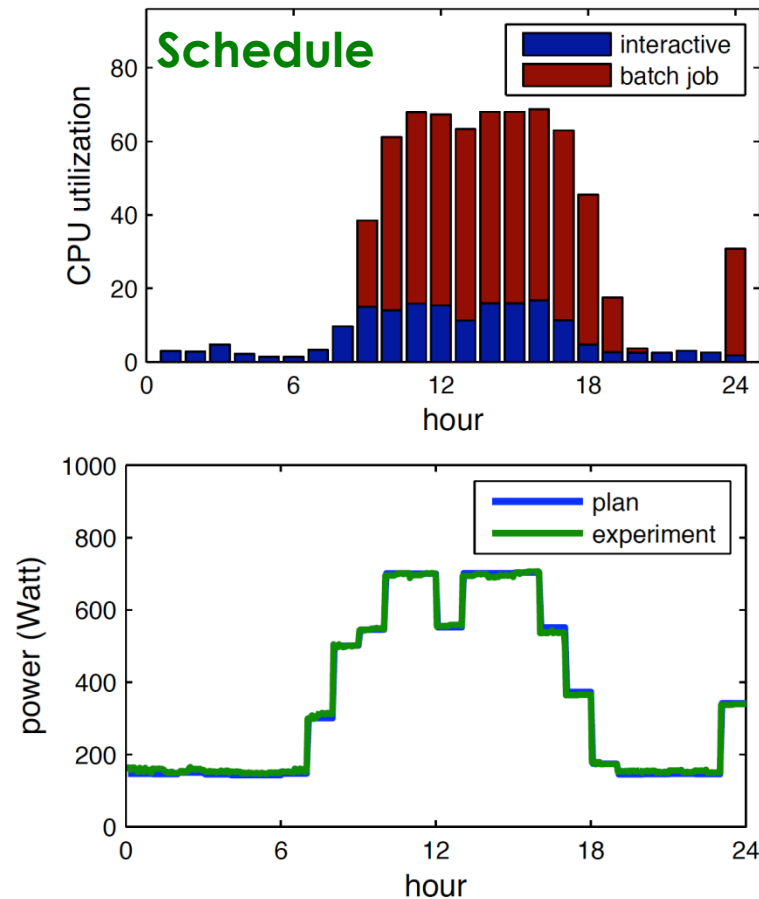 Schedule
interactive
batch job
80
60
40
20
0
CPU utilization
0 6 12 18 24
hour
plan
experiment
1000
800
600
400
200
0
power (Watt)
0 6 12 18 24
hour